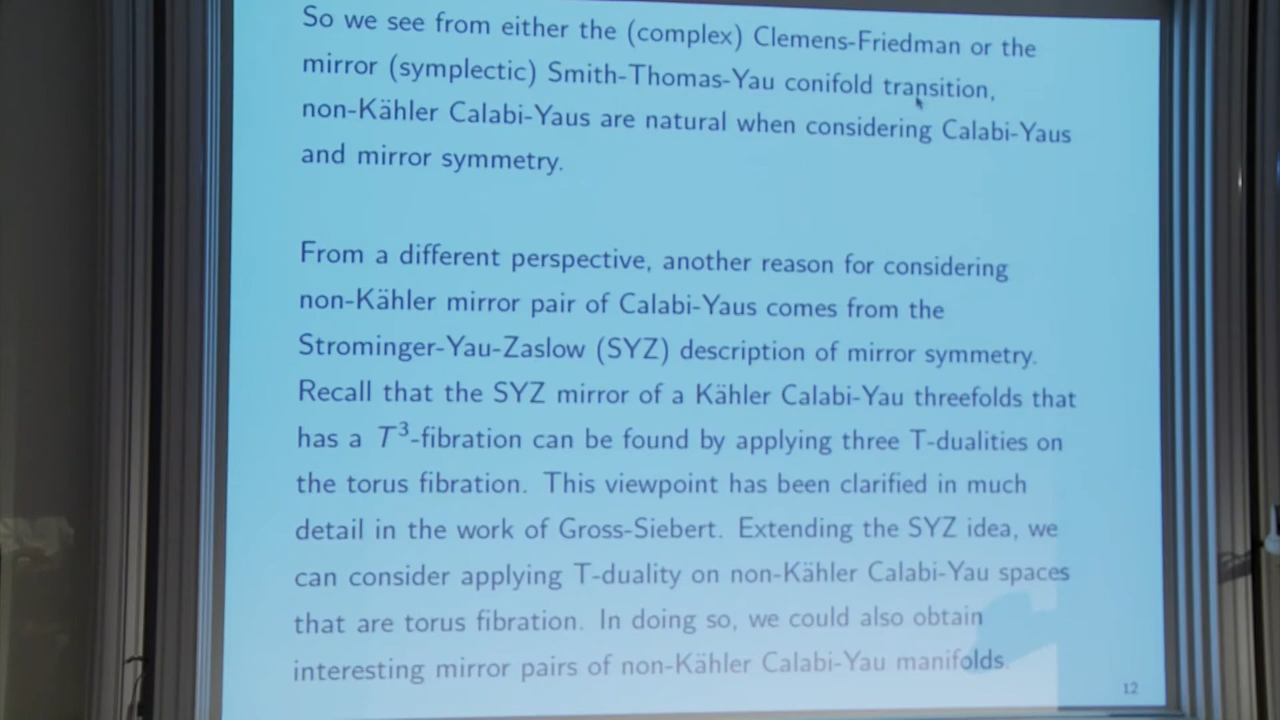 So we see from either the (complex) Clemens-Friedman or the
mirror (symplectic) Smith-Thomas-Yau conifold transition,
non-Kähler Calabi-Yaus are natural when considering Calabi-Yaus
and mirror symmetry.
From a different perspective, another reason for considering
non-Kähler mirror pair of Calabi-Yaus comes from the
Strominger-Yau-Zaslow (SYZ) description of mirror symmetry.
Recall that the SYZ mirror of a Kähler Calabi-Yau threefolds that
has a T³-fibration can be found by applying three T-dualities on
the torus fibration. This viewpoint has been clarified in much
detail in the work of Gross-Siebert. Extending the SYZ idea, we
can consider applying T-duality on non-Kähler Calabi-Yau spaces
that are torus fibration. In doing so, we could also obtain
interesting mirror pairs of non-Kähler Calabi-Yau manifolds.
12